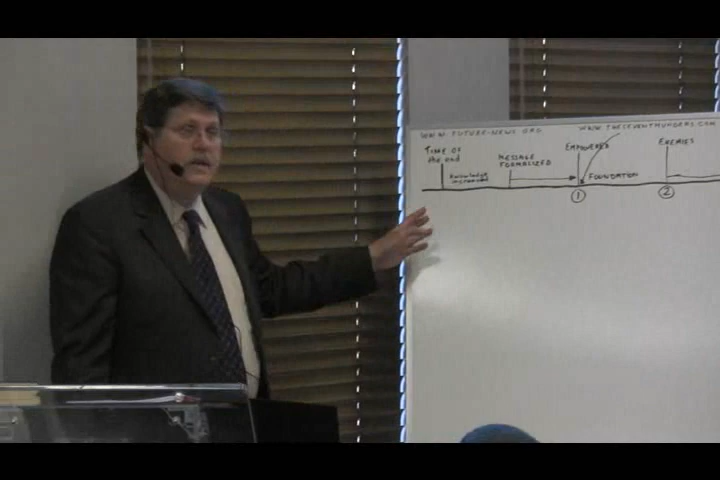 WWW.FUTURE-NEWS.ORG
WWW.THESEVENTHUNDERS.COM
TIME OF
the end
KNOWLEDGE
INCREASED
MESSAGE
FORMALIZED
EMPOWERED
FOUNDATION
1
ENEMIES
2